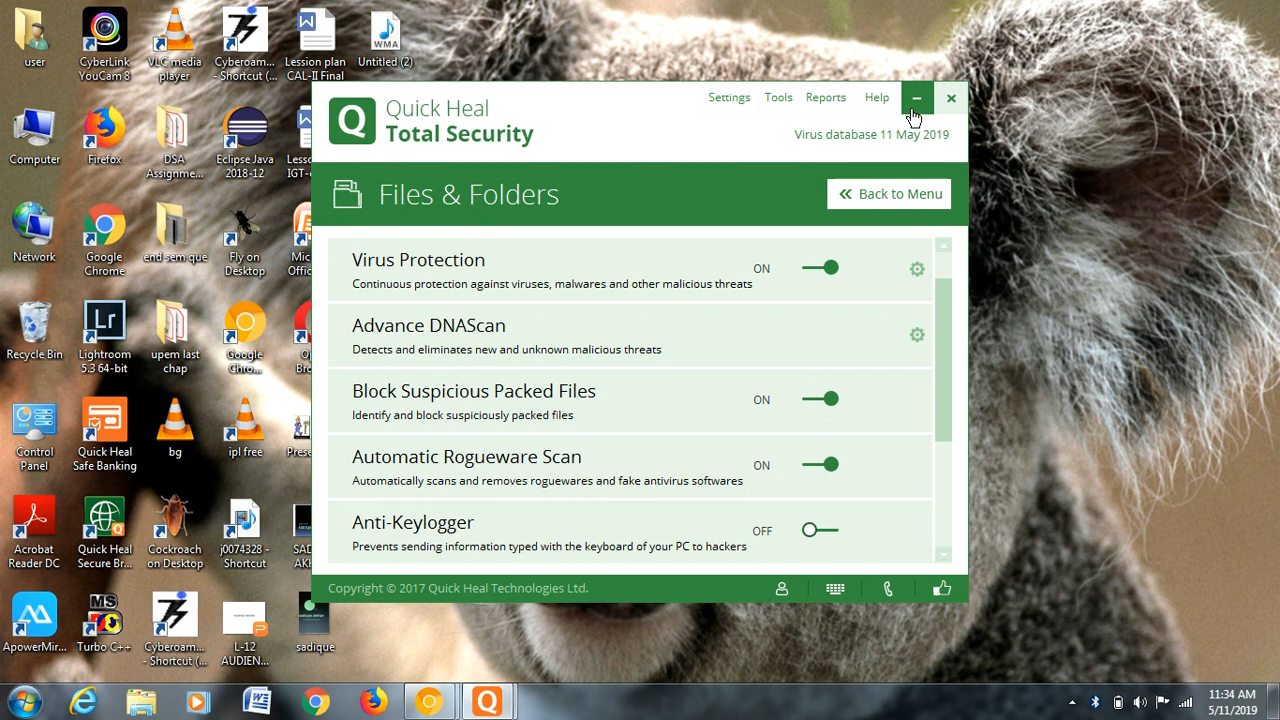 user
CyberLink
YouCam 8
VLC media
player
Cyberoam...
- Shortcut (...
Lession plan
CAL-II Final
Untitled (2)
WMA
Computer
Firefox
DSA
Assignme...
Eclipse Java
2018-12
Network
Google
Chrome
end sem que
Fly on
Desktop
Recycle Bin
Lr
Lightroom
5.3 64-bit
upem last
chap
Google
Chro...
Control
Panel
Quick Heal
Safe Banking
bg
ipl free
Acrobat
Reader DC
Quick Heal
Secure Br...
Cockroach
on Desktop
j0074328 -
Shortcut
ApowerMir...
MS
Turbo C++
Cyberoam...
- Shortcut (...
L-12
AUDIEN...
sadique
Q
Quick Heal
Total Security
Settings
Tools
Reports
Help
Virus database 11 May 2019
Files & Folders
Back to Menu
Virus Protection
ON
Continuous protection against viruses, malwares and other malicious threats
Advance DNAScan
Detects and eliminates new and unknown malicious threats
Block Suspicious Packed Files
ON
Identify and block suspiciously packed files
Automatic Rogueware Scan
ON
Automatically scans and removes roguewares and fake antivirus softwares
Anti-Keylogger
OFF
Prevents sending information typed with the keyboard of your PC to hackers
Copyright © 2017 Quick Heal Technologies Ltd.
11:34 AM
5/11/2019